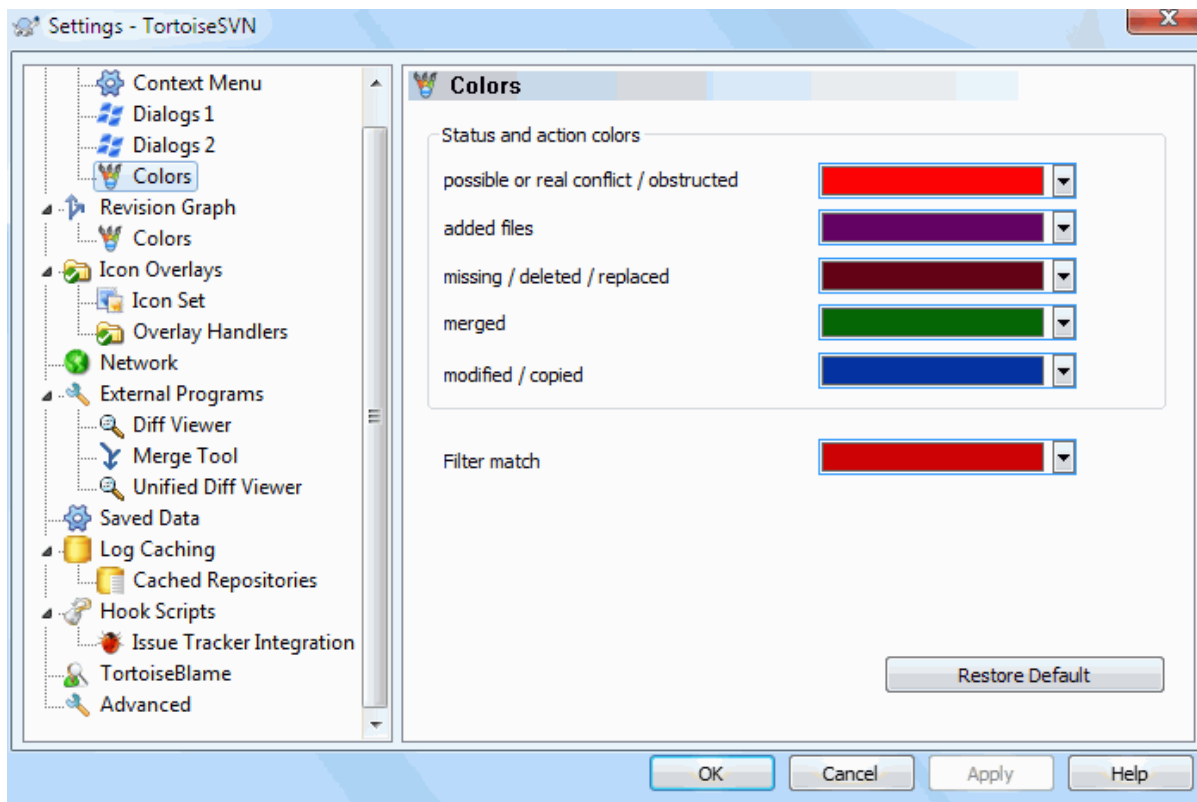 Settings - TortoiseSVN
Context Menu
Dialogs 1
Dialogs 2
Colors
Revision Graph
Colors
Icon Overlays
Icon Set
Overlay Handlers
Network
External Programs
Diff Viewer
Merge Tool
Unified Diff Viewer
Saved Data
Log Caching
Cached Repositories
Hook Scripts
Issue Tracker Integration
TortoiseBlame
Advanced
Colors
Status and action colors
possible or real conflict / obstructed
added files
missing / deleted / replaced
merged
modified / copied
Filter match
Restore Default
OK
Cancel
Apply
Help